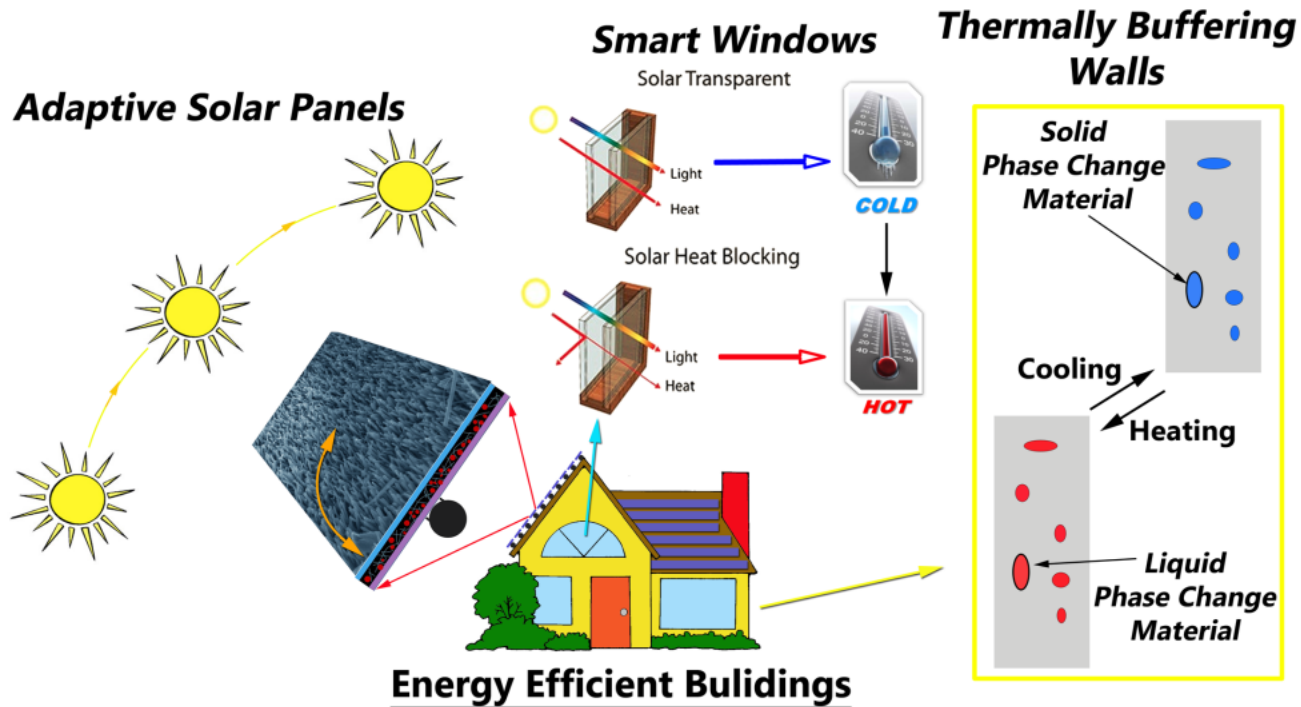 Adaptive Solar Panels
Smart Windows
Solar Transparent
Light
Heat
COLD
Solar Heat Blocking
Light
Heat
HOT
Thermally Buffering
Walls
Solid
Phase Change
Material
Cooling
Heating
Liquid
Phase Change
Material
Energy Efficient Bulidings